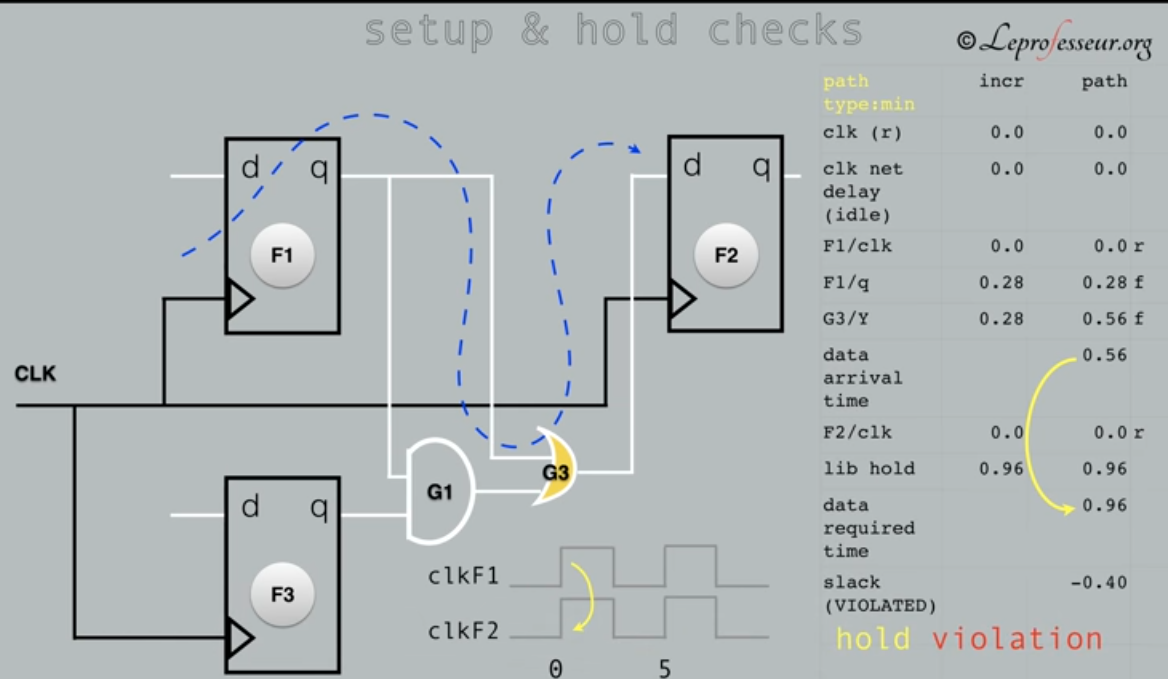 setup & hold checks
© Leprofesseur.org
path type:min incr path
clk (r) 0.0 0.0
clk net delay (idle) 0.0 0.0
F1/clk 0.0 0.0 r
F1/q 0.28 0.28 f
G3/Y 0.28 0.56 f
data arrival time 0.56
F2/clk 0.0 0.0 r
lib hold 0.96 0.96
data required time 0.96
slack (VIOLATED) -0.40
hold violation
d q
F1
d q
F2
CLK
G1
G3
d q
F3
clkF1
clkF2
0 5